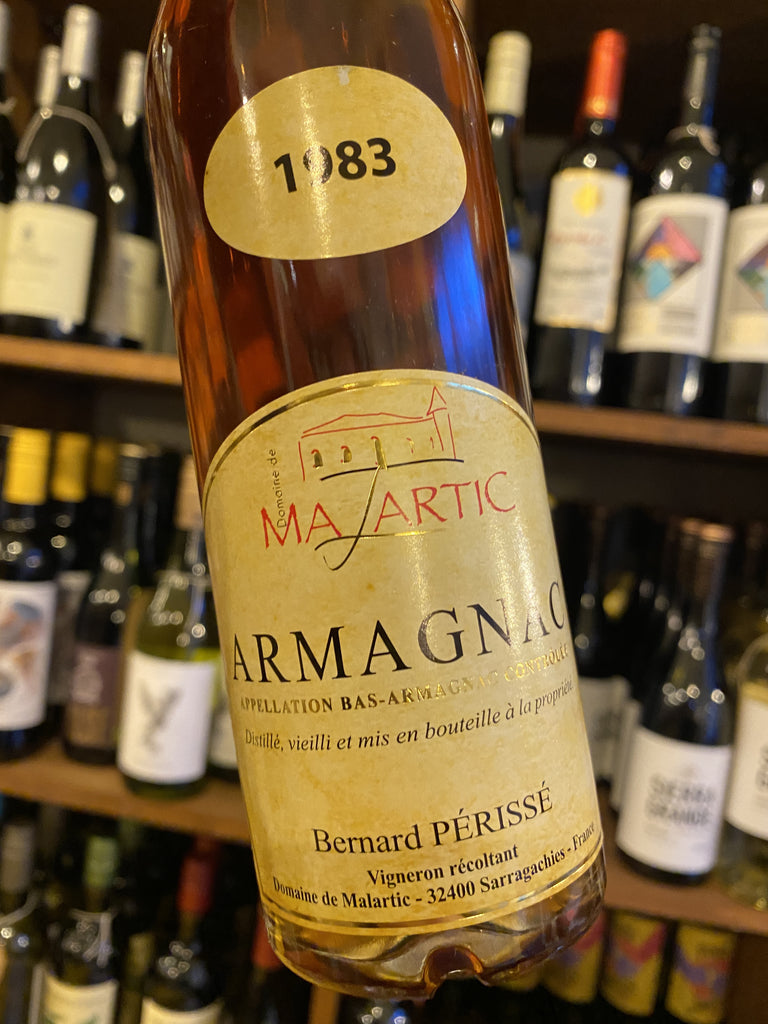 1983
Domaine de
MALARTIC
ARMAGNAC
APPELLATION BAS-ARMAGNAC CONTRÔLÉE
Distillé, vieilli et mis en bouteille à la propriété
Bernard PÉRISSÉ
Vigneron récoltant
Domaine de Malartic - 32400 Sarragachies - France
SIERRA
GRANDE